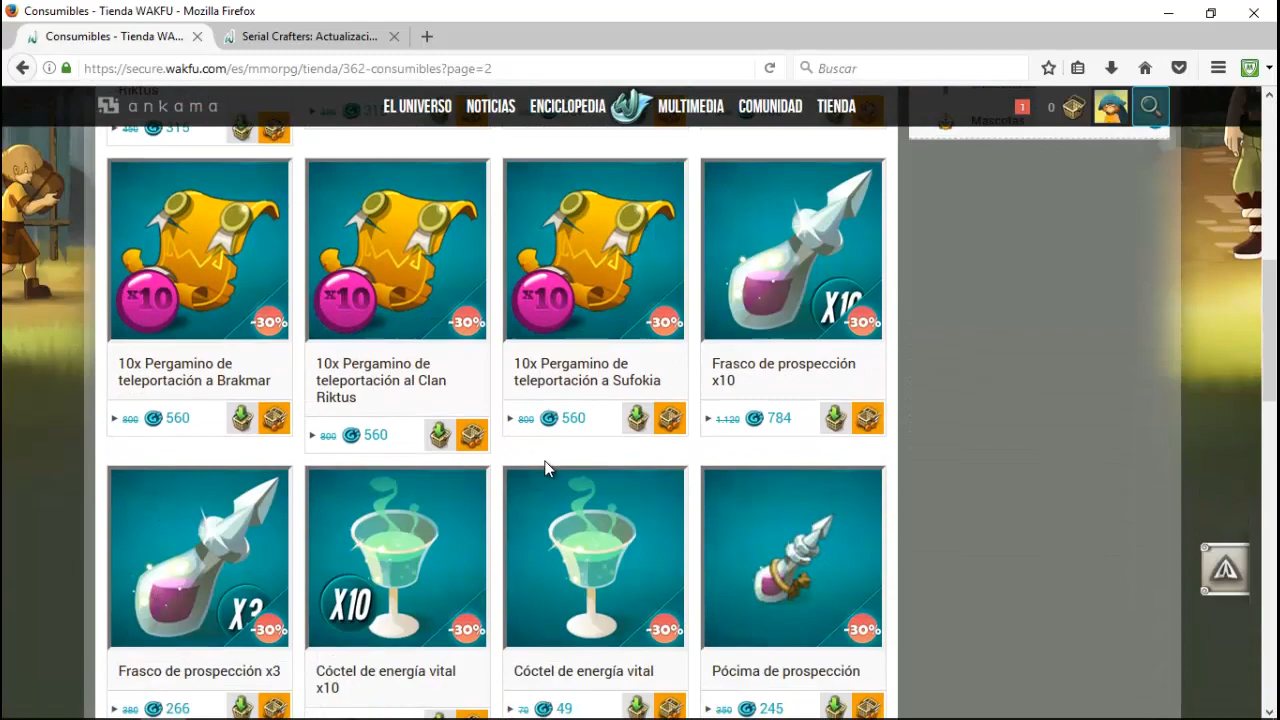 Consumibles - Tienda WAKFU - Mozilla Firefox
Consumibles - Tienda WA...
Serial Crafters: Actualizaci...
https://secure.wakfu.com/es/mmorpg/tienda/362-consumibles?page=2
Buscar
ankama
EL UNIVERSO
NOTICIAS
ENCICLOPEDIA
MULTIMEDIA
COMUNIDAD
TIENDA
1
0
Riktus
Mascotas
450 315
x10
-30%
x10
-30%
x10
-30%
X10
-30%
10x Pergamino de
teleportación a Brakmar
10x Pergamino de
teleportación al Clan
Riktus
10x Pergamino de
teleportación a Sufokia
Frasco de prospección
x10
800 560
800 560
800 560
1.120 784
X3
-30%
X10
-30%
-30%
-30%
Frasco de prospección x3
Cóctel de energía vital
x10
Cóctel de energía vital
Pócima de prospección
380 266
70 49
350 245